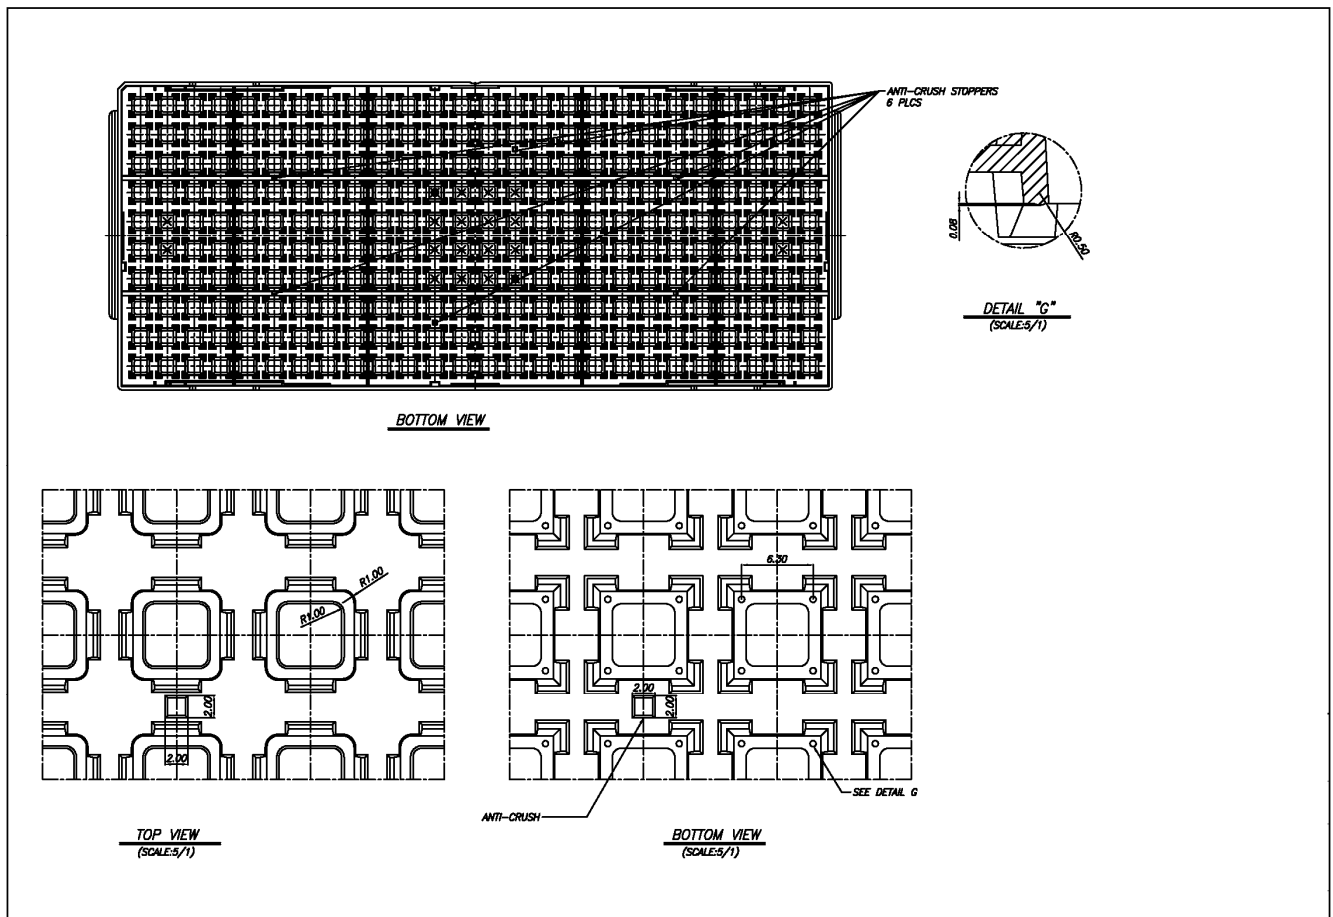 ANTI-CRUSH STOPPERS
6 PLCS
0.08
R0.50
DETAIL "G"
(SCALE:5/1)
BOTTOM VIEW
R1.00
R1.00
2.00
2.00
TOP VIEW
(SCALE:5/1)
6.30
2.00
2.00
SEE DETAIL G
ANTI-CRUSH
BOTTOM VIEW
(SCALE:5/1)